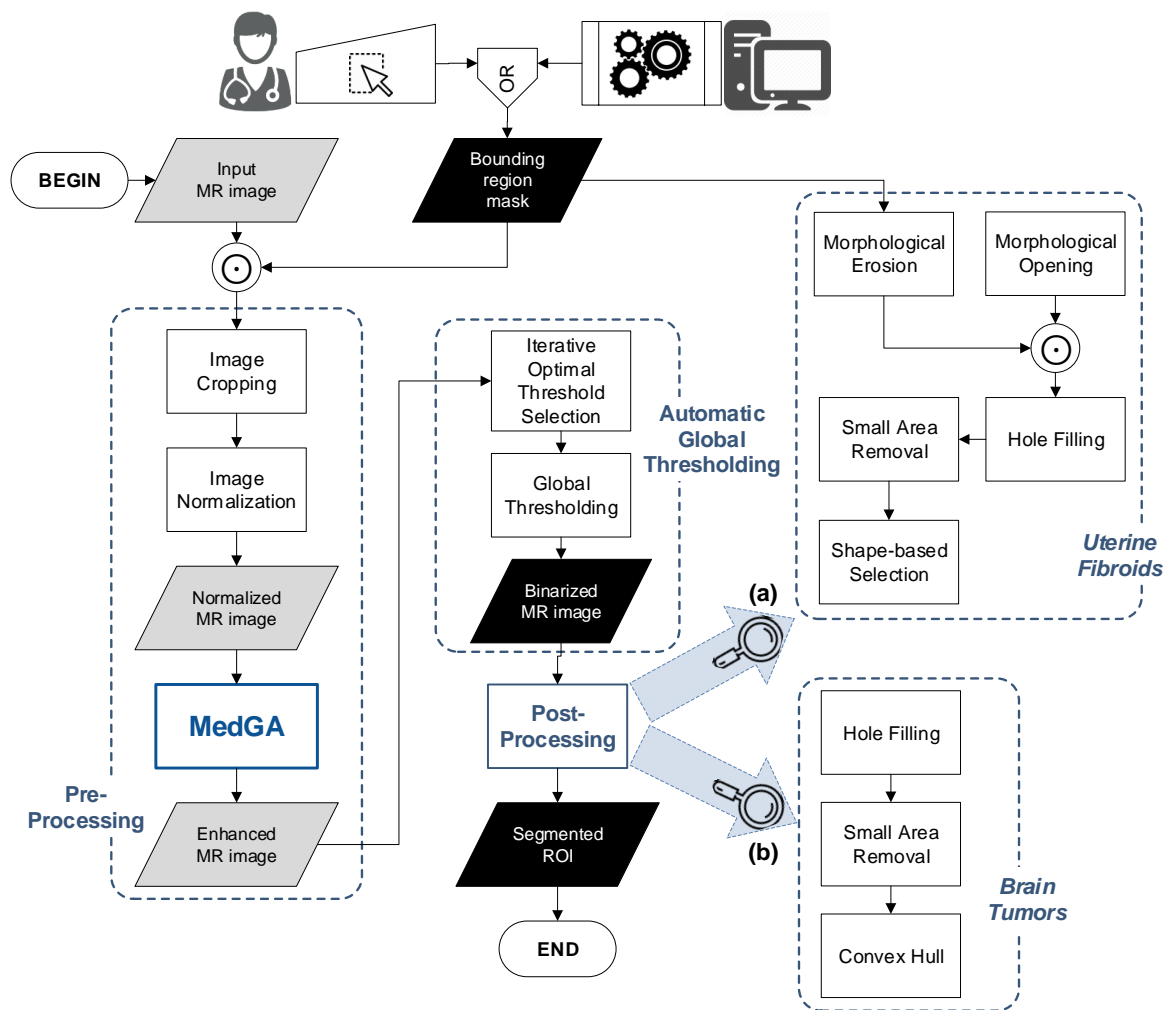 OR
BEGIN
Input
MR image
Bounding
region
mask
Image
Cropping
Image
Normalization
Normalized
MR image
MedGA
Enhanced
MR image
Pre-
Processing
Iterative
Optimal
Threshold
Selection
Global
Thresholding
Binarized
MR image
Automatic
Global
Thresholding
Post-
Processing
Segmented
ROI
END
(a)
Morphological
Erosion
Morphological
Opening
Hole Filling
Small Area
Removal
Shape-based
Selection
Uterine
Fibroids
(b)
Hole Filling
Small Area
Removal
Convex Hull
Brain
Tumors